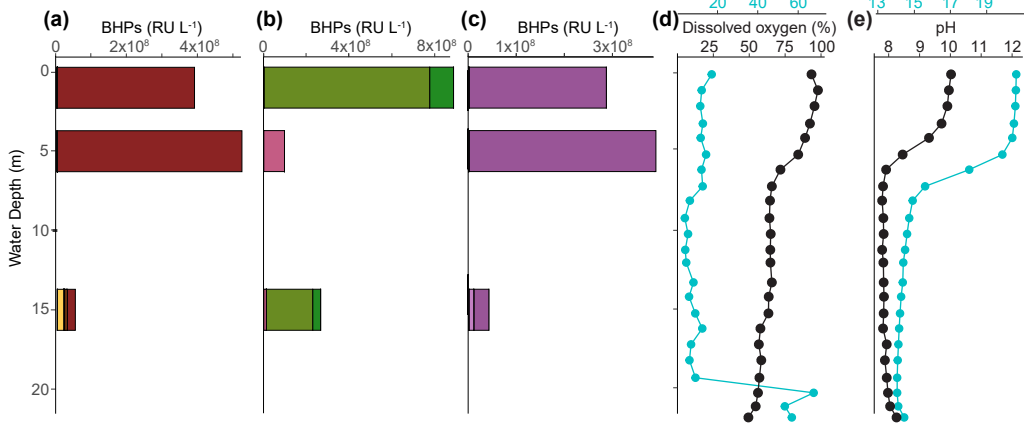 (a) (b) (c) (d) (e)
20 40 60
13 15 17 19
BHPs (RU L⁻¹) BHPs (RU L⁻¹) BHPs (RU L⁻¹) Dissolved oxygen (%) pH
0 2x10⁸ 4x10⁸
0 4x10⁸ 8x10⁸
0 1x10⁸ 3x10⁸
25 50 75 100
8 9 10 11 12
Water Depth (m)
0
5
10
15
20